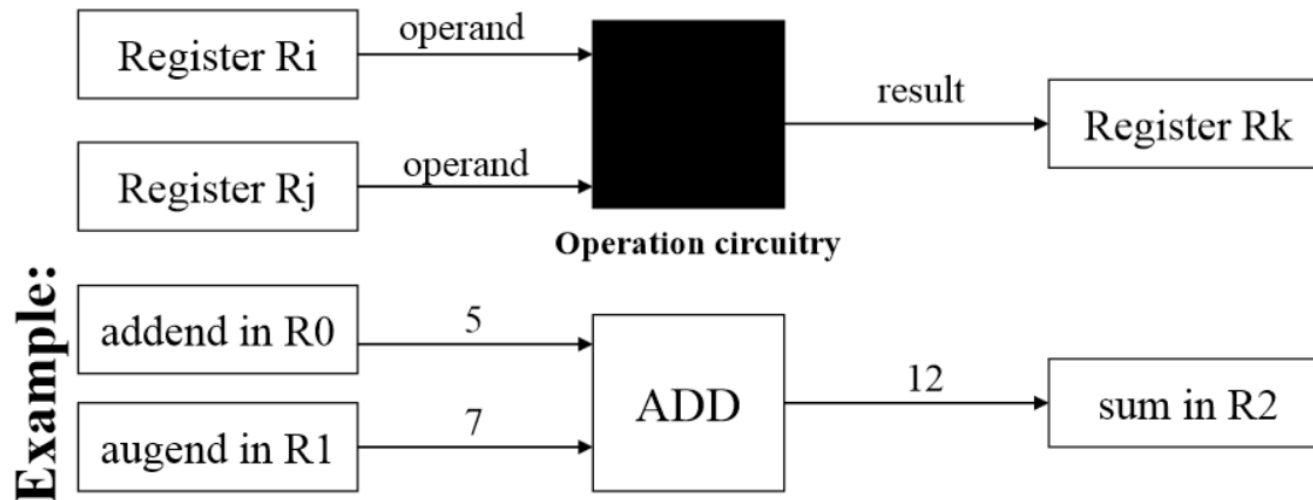 Register Ri
operand
result
Register Rk
Register Rj
operand
Operation circuitry
Example:
addend in R0
5
ADD
12
sum in R2
augend in R1
7